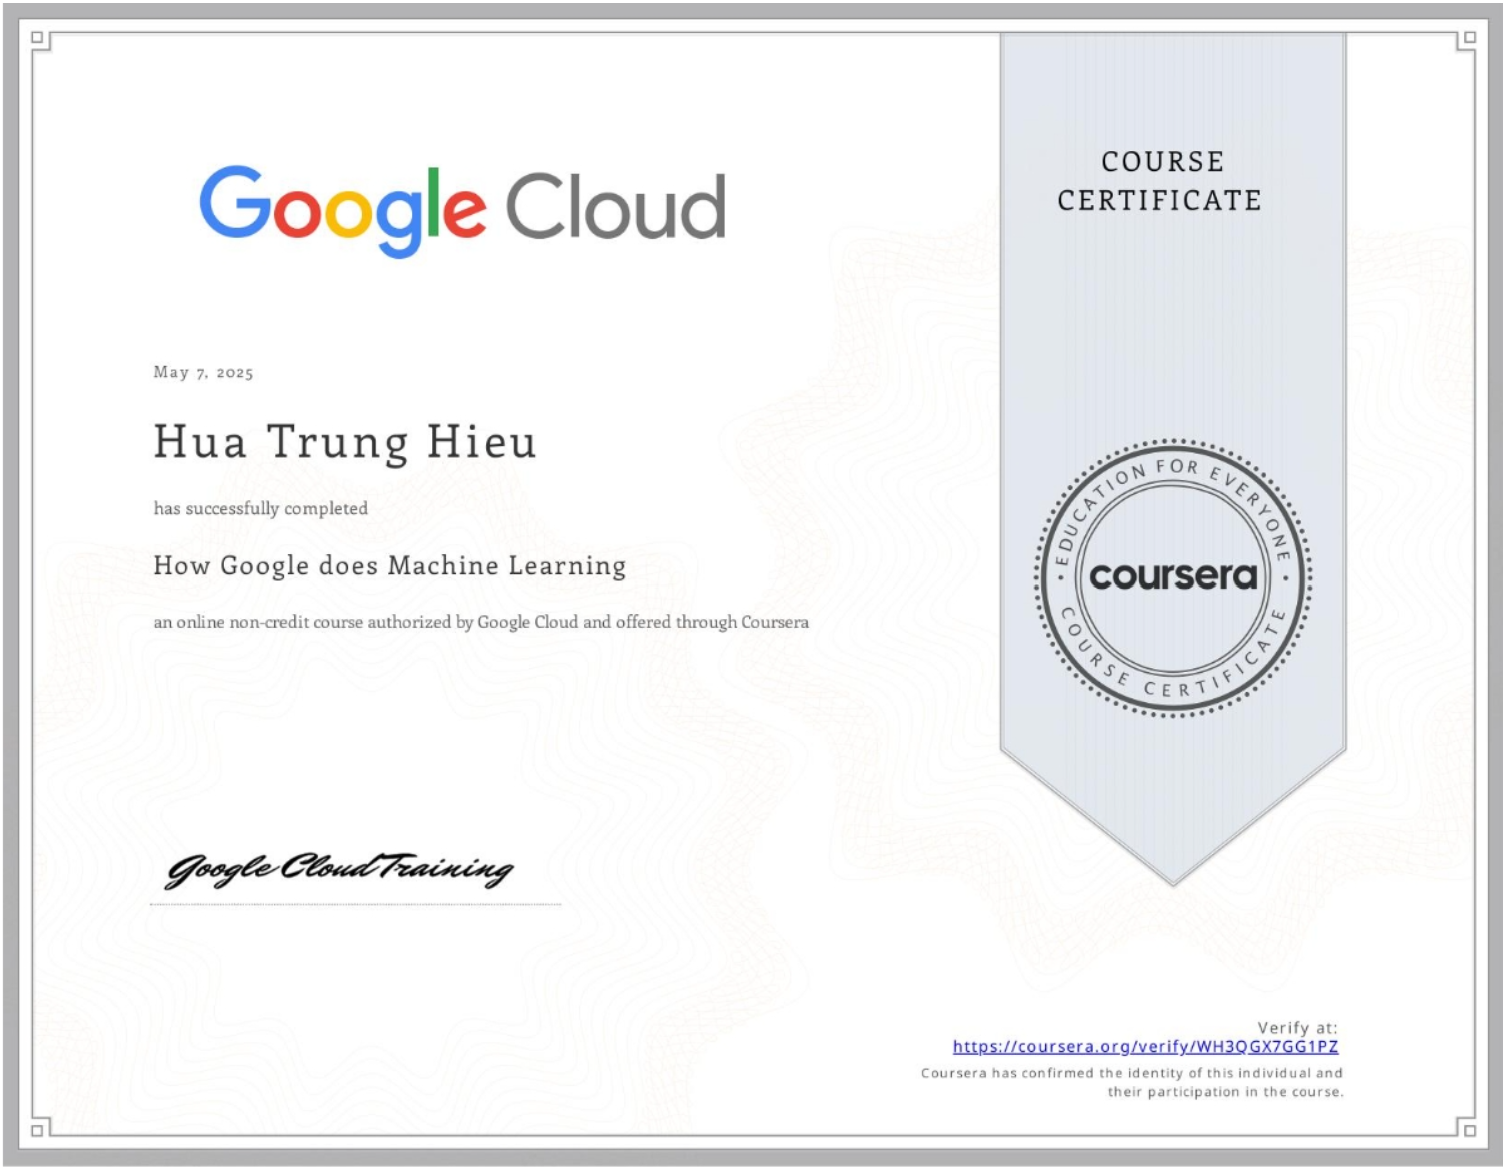 Google Cloud
COURSE
CERTIFICATE
May 7, 2025
Hua Trung Hieu
has successfully completed
How Google does Machine Learning
an online non-credit course authorized by Google Cloud and offered through Coursera
EDUCATION FOR EVERYONE
coursera
COURSE CERTIFICATE
Google Cloud Training
Verify at:
https://coursera.org/verify/WH3QGX7GG1PZ
Coursera has confirmed the identity of this individual and
their participation in the course.